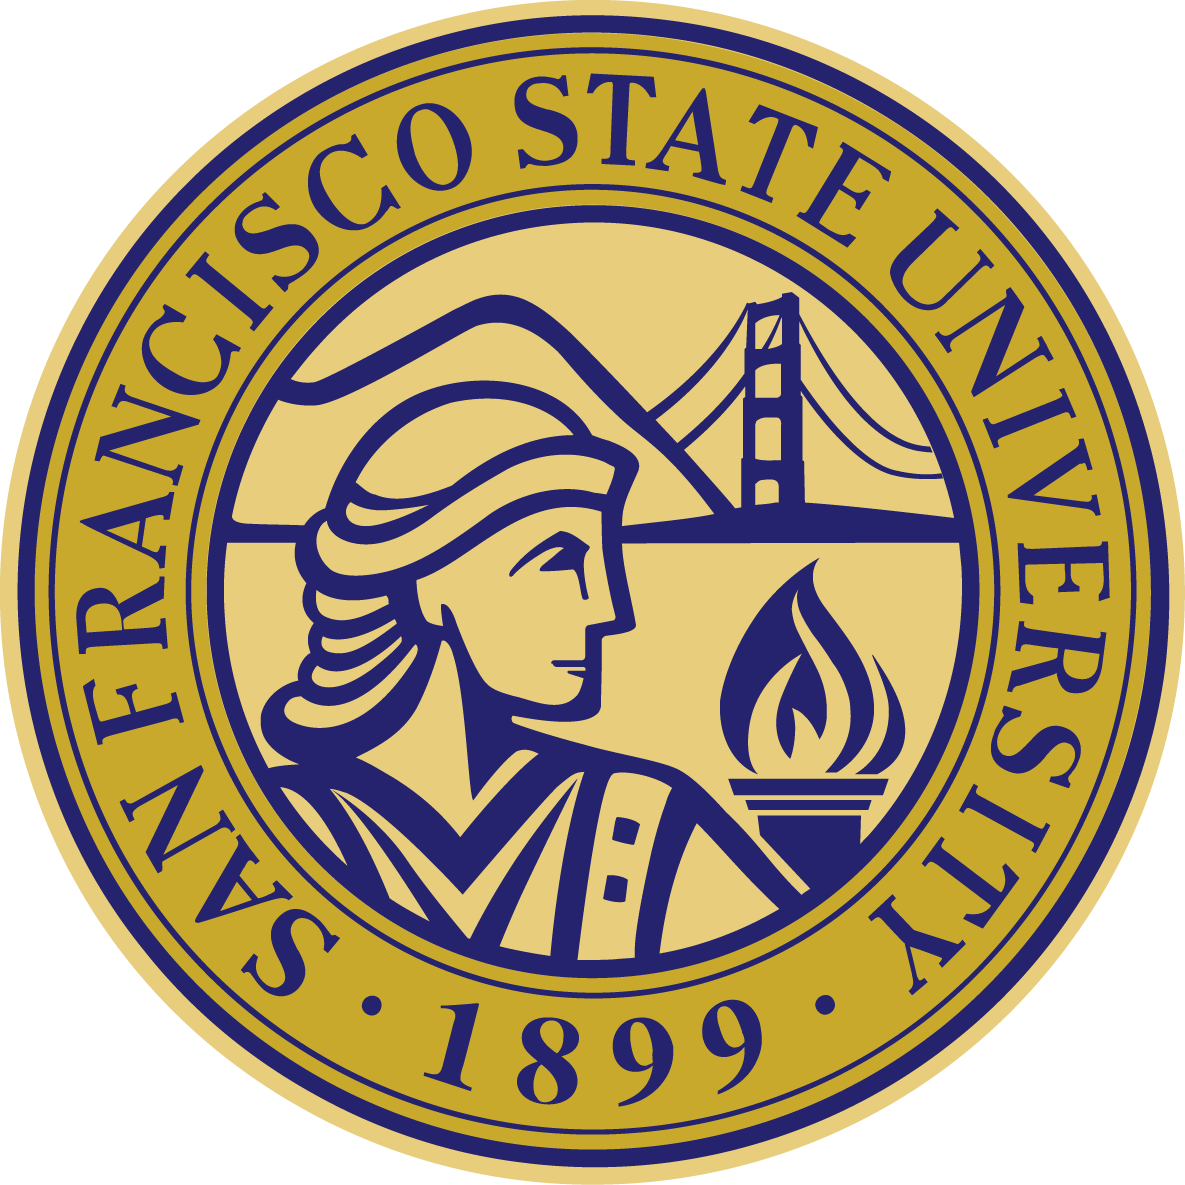 SAN FRANCISCO STATE UNIVERSITY
· 1899 ·